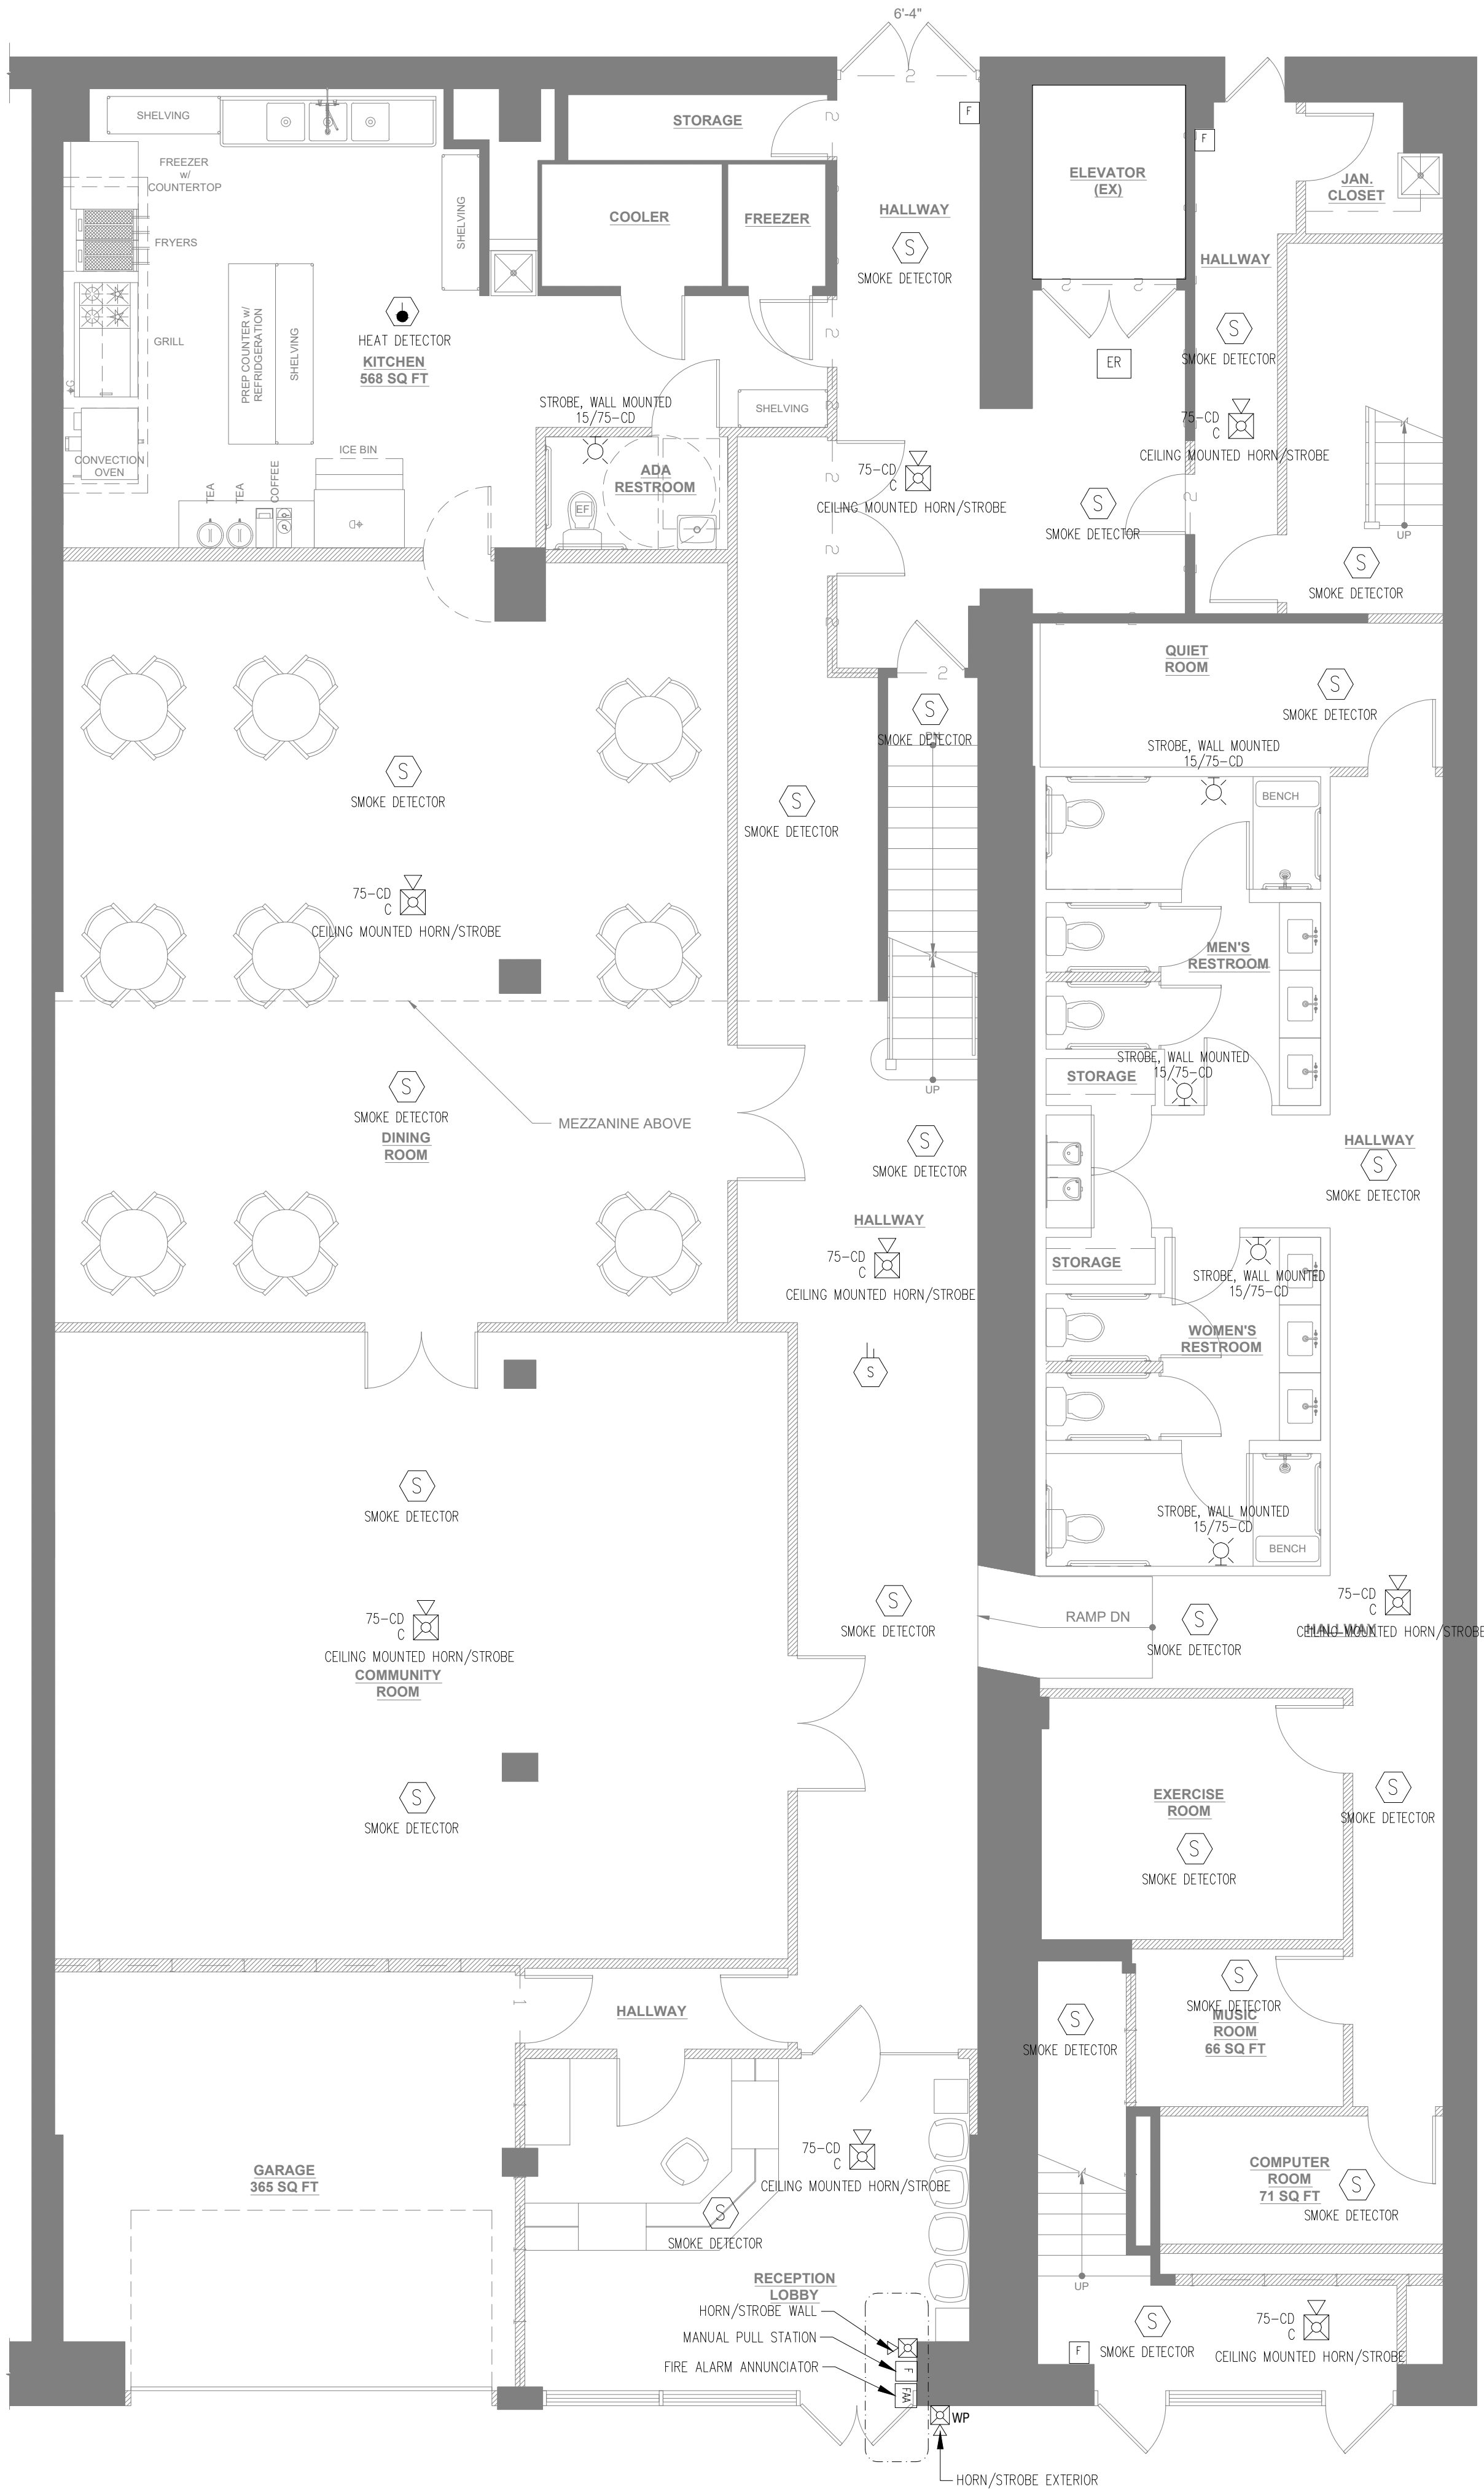 6'-4"
2
SHELVING
STORAGE
F
F
FREEZER
w/
COUNTERTOP
ELEVATOR
(EX)
JAN.
CLOSET
SHELVING
COOLER
FREEZER
HALLWAY
S
SMOKE DETECTOR
FRYERS
HALLWAY
HEAT DETECTOR
KITCHEN
568 SQ FT
PREP COUNTER w/
REFRIDGERATION
SHELVING
GRILL
G
S
SMOKE DETECTOR
ER
STROBE, WALL MOUNTED
15/75-CD
SHELVING
75-CD
C
CEILING MOUNTED HORN/STROBE
CONVECTION
OVEN
ICE BIN
TEA
TEA
COFFEE
D
ADA
RESTROOM
EF
75-CD
C
CEILING MOUNTED HORN/STROBE
S
SMOKE DETECTOR
UP
S
SMOKE DETECTOR
2
QUIET
ROOM
S
SMOKE DETECTOR
S
SMOKE DETECTOR
DN
STROBE, WALL MOUNTED
15/75-CD
BENCH
S
SMOKE DETECTOR
S
SMOKE DETECTOR
75-CD
C
CEILING MOUNTED HORN/STROBE
MEN'S
RESTROOM
STROBE, WALL MOUNTED
15/75-CD
STORAGE
UP
S
SMOKE DETECTOR
DINING
ROOM
MEZZANINE ABOVE
S
SMOKE DETECTOR
HALLWAY
S
SMOKE DETECTOR
HALLWAY
75-CD
C
CEILING MOUNTED HORN/STROBE
STORAGE
STROBE, WALL MOUNTED
15/75-CD
WOMEN'S
RESTROOM
S
S
SMOKE DETECTOR
STROBE, WALL MOUNTED
15/75-CD
BENCH
75-CD
C
CEILING MOUNTED HORN/STROBE
COMMUNITY
ROOM
S
SMOKE DETECTOR
RAMP DN
S
SMOKE DETECTOR
75-CD
C
HALLWAY
CEILING MOUNTED HORN/STROBE
S
SMOKE DETECTOR
EXERCISE
ROOM
S
SMOKE DETECTOR
S
SMOKE DETECTOR
HALLWAY
1
S
SMOKE DETECTOR
MUSIC
ROOM
66 SQ FT
S
SMOKE DETECTOR
GARAGE
365 SQ FT
75-CD
C
CEILING MOUNTED HORN/STROBE
S
SMOKE DETECTOR
COMPUTER
ROOM
71 SQ FT
S
SMOKE DETECTOR
RECEPTION
LOBBY
UP
HORN/STROBE WALL
MANUAL PULL STATION
F
FIRE ALARM ANNUNCIATOR
FAA
F
S
SMOKE DETECTOR
75-CD
C
CEILING MOUNTED HORN/STROBE
WP
HORN/STROBE EXTERIOR